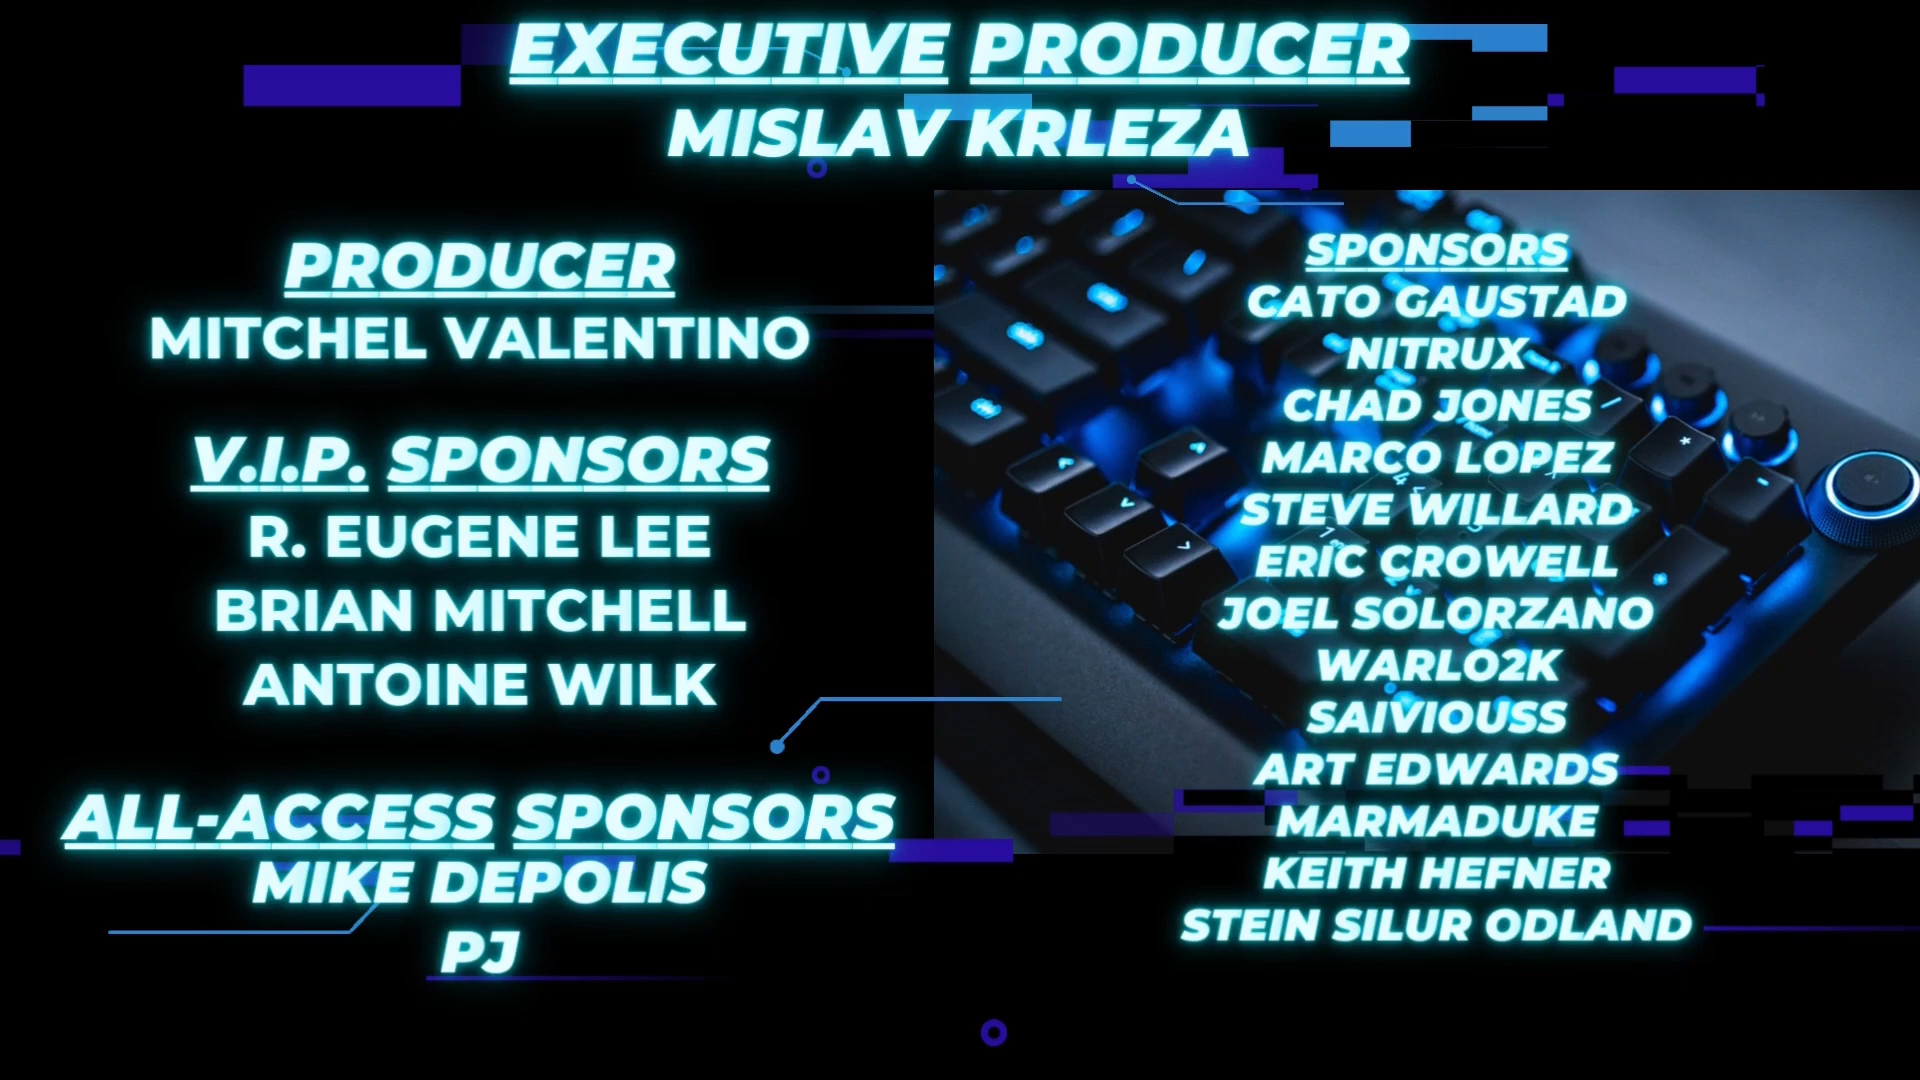 EXECUTIVE PRODUCER
MISLAV KRLEZA
PRODUCER
MITCHEL VALENTINO
V.I.P. SPONSORS
R. EUGENE LEE
BRIAN MITCHELL
ANTOINE WILK
ALL-ACCESS SPONSORS
MIKE DEPOLIS
PJ
SPONSORS
CATO GAUSTAD
NITRUX
CHAD JONES
MARCO LOPEZ
STEVE WILLARD
ERIC CROWELL
JOEL SOLORZANO
WARLO2K
SAIVIOUSS
ART EDWARDS
MARMADUKE
KEITH HEFNER
STEIN SILUR ODLAND